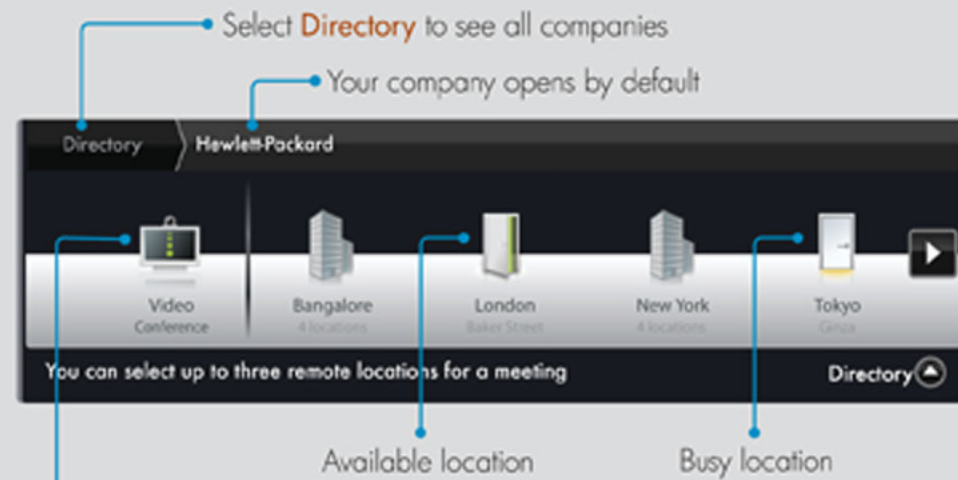 Select Directory to see all companies
Your company opens by default
Directory
Hewlett-Packard
Video
Conference
Bangalore
4 locations
London
Baker Street
New York
4 locations
Tokyo
Ginza
You can select up to three remote locations for a meeting
Directory
Available location
Busy location